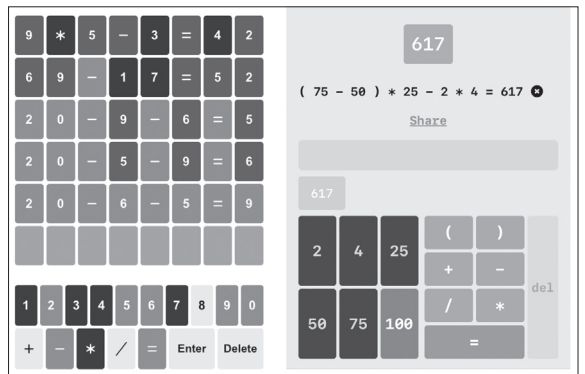 9 * 5 - 3 = 4 2
6 9 - 1 7 = 5 2
2 0 - 9 - 6 = 5
2 0 - 5 - 9 = 6
2 0 - 6 - 5 = 9
1 2 3 4 5 6 7 8 9 0
+ - * / = Enter Delete
617
( 75 - 50 ) * 25 - 2 * 4 = 617
Share
617
2 4 25 ( )
+ -
del
50 75 100 / *
=